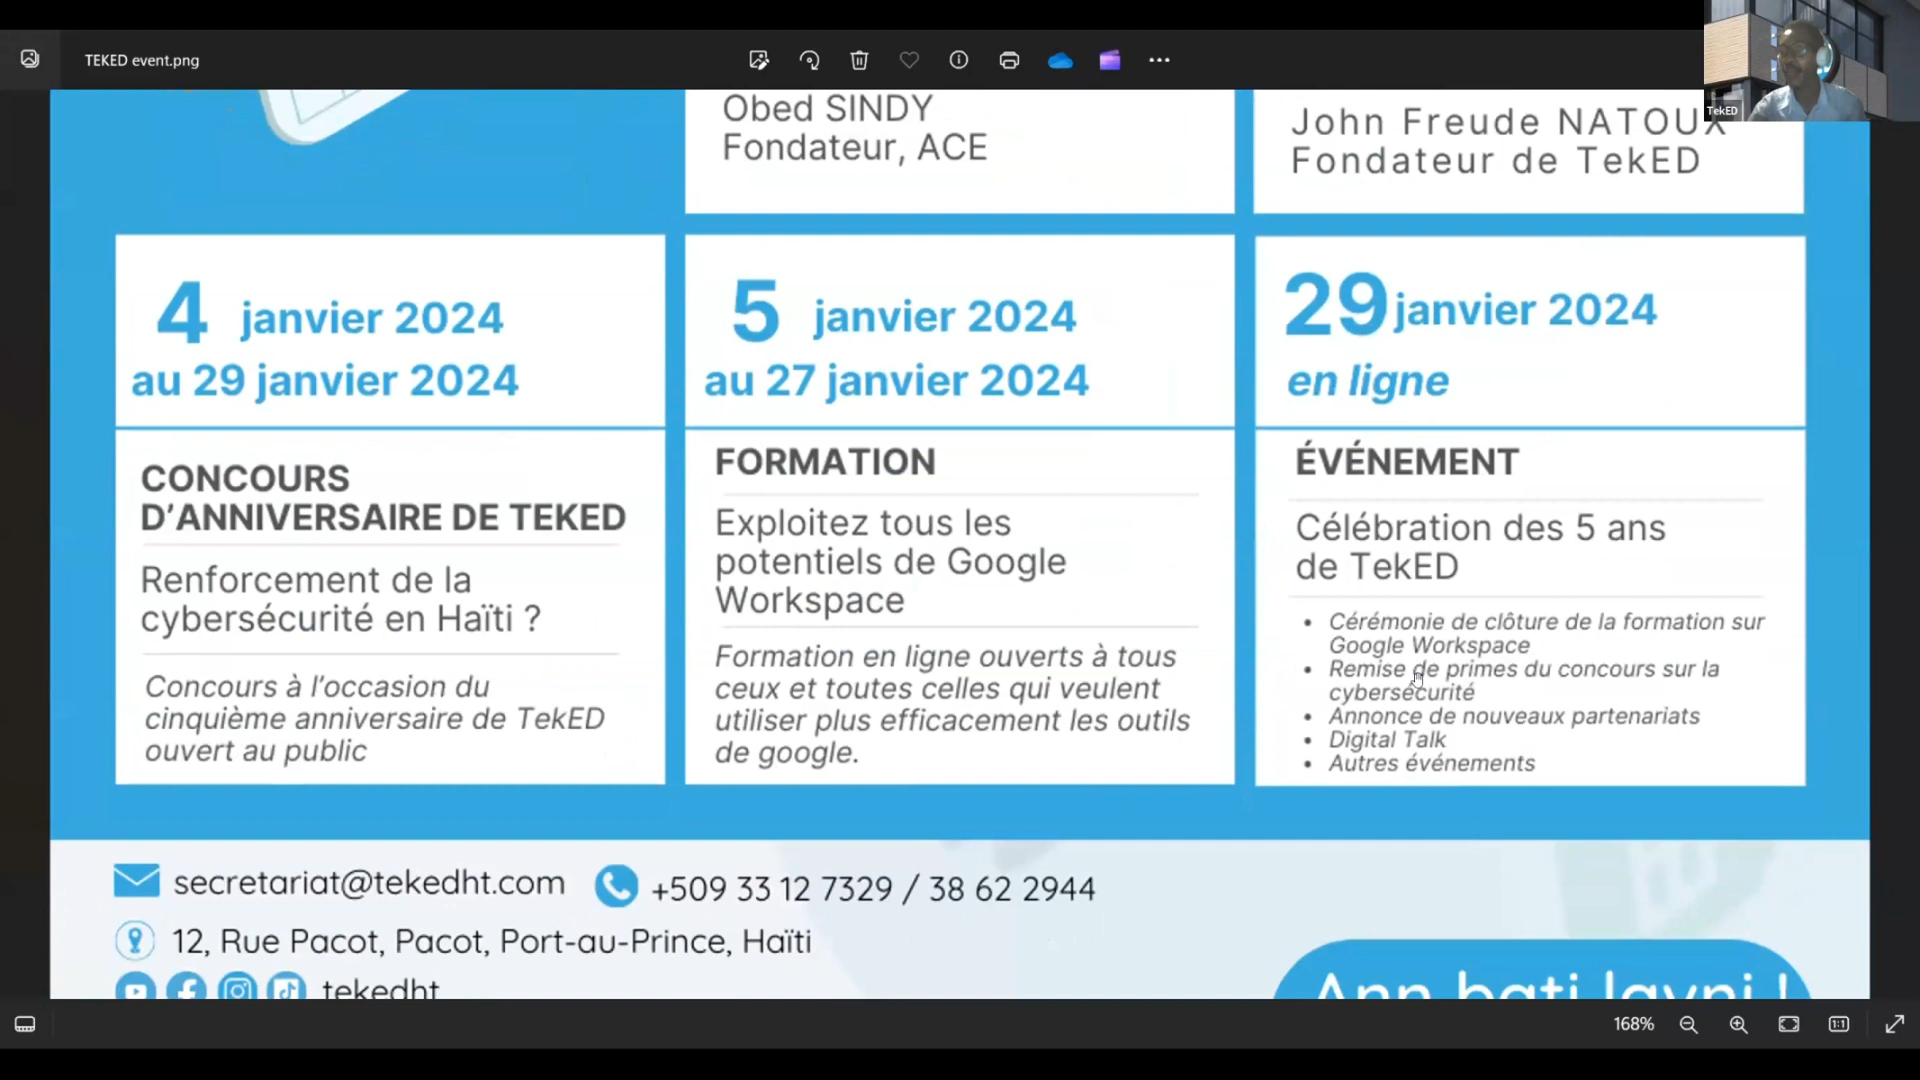 TEKED event.png
TekED
Obed SINDY
Fondateur, ACE
John Freude NATOUX
Fondateur de TekED
4 janvier 2024
au 29 janvier 2024
CONCOURS
D'ANNIVERSAIRE DE TEKED
Renforcement de la
cybersécurité en Haïti ?
Concours à l'occasion du
cinquième anniversaire de TekED
ouvert au public
5 janvier 2024
au 27 janvier 2024
FORMATION
Exploitez tous les
potentiels de Google
Workspace
Formation en ligne ouverts à tous
ceux et toutes celles qui veulent
utiliser plus efficacement les outils
de google.
29 janvier 2024
en ligne
ÉVÉNEMENT
Célébration des 5 ans
de TekED
• Cérémonie de clôture de la formation sur
Google Workspace
• Remise de primes du concours sur la
cybersécurité
• Annonce de nouveaux partenariats
• Digital Talk
• Autres événements
secretariat@tekedht.com
+509 33 12 7329 / 38 62 2944
12, Rue Pacot, Pacot, Port-au-Prince, Haïti
tekedht
Ann bati lavni !
168%
1:1